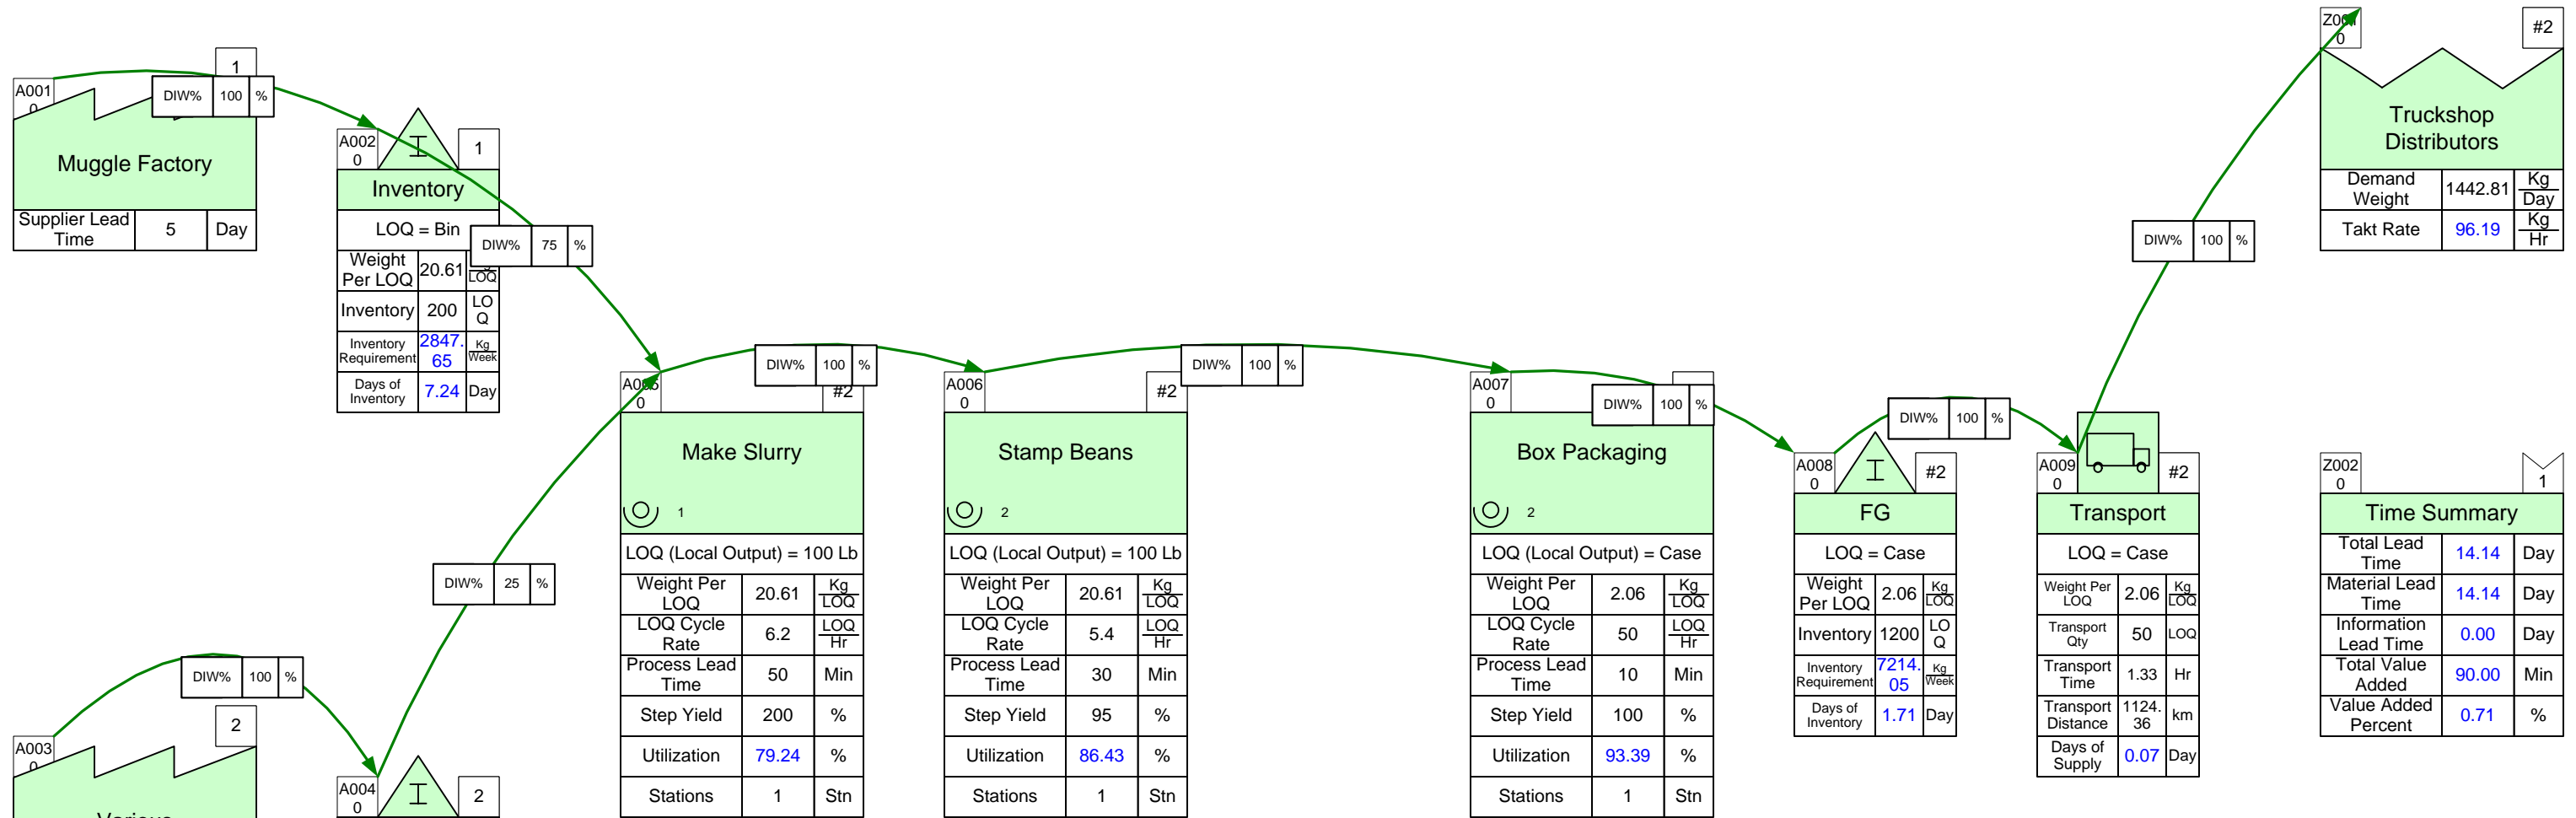 A001
0
1
DIW% 100 %
Muggle Factory
Supplier Lead
Time
5
Day
A002
0
I
1
Inventory
LOQ = Bin
Weight
Per LOQ
20.61
LOQ
Inventory
200
LO
Q
Inventory
Requirement
2847.
65
Kg
Week
Days of
Inventory
7.24
Day
DIW% 75 %
A003
0
2
DIW% 100 %
A004
0
I
2
DIW% 25 %
A005
0
#2
Make Slurry
1
LOQ (Local Output) = 100 Lb
Weight Per
LOQ
20.61
Kg
LOQ
LOQ Cycle
Rate
6.2
LOQ
Hr
Process Lead
Time
50
Min
Step Yield 200 %
Utilization 79.24 %
Stations 1 Stn
DIW% 100 %
A006
0
#2
Stamp Beans
2
LOQ (Local Output) = 100 Lb
Weight Per
LOQ
20.61
Kg
LOQ
LOQ Cycle
Rate
5.4
LOQ
Hr
Process Lead
Time
30
Min
Step Yield 95 %
Utilization 86.43 %
Stations 1 Stn
DIW% 100 %
A007
0
Box Packaging
2
LOQ (Local Output) = Case
Weight Per
LOQ
2.06
Kg
LOQ
LOQ Cycle
Rate
50
LOQ
Hr
Process Lead
Time
10
Min
Step Yield 100 %
Utilization 93.39 %
Stations 1 Stn
DIW% 100 %
A008
0
I
#2
FG
LOQ = Case
Weight
Per LOQ
2.06
Kg
LOQ
Inventory
1200
LO
Q
Inventory
Requirement
7214.
05
Kg
Week
Days of
Inventory
1.71
Day
DIW% 100 %
A009
0
#2
Transport
LOQ = Case
Weight Per
LOQ
2.06
Kg
LOQ
Transport
Qty
50
LOQ
Transport
Time
1.33
Hr
Transport
Distance
1124.
36
km
Days of
Supply
0.07
Day
DIW% 100 %
Z001
0
#2
Truckshop
Distributors
Demand
Weight
1442.81
Kg
Day
Takt Rate
96.19
Kg
Hr
Z002
0
1
Time Summary
Total Lead
Time
14.14
Day
Material Lead
Time
14.14
Day
Information
Lead Time
0.00
Day
Total Value
Added
90.00
Min
Value Added
Percent
0.71
%